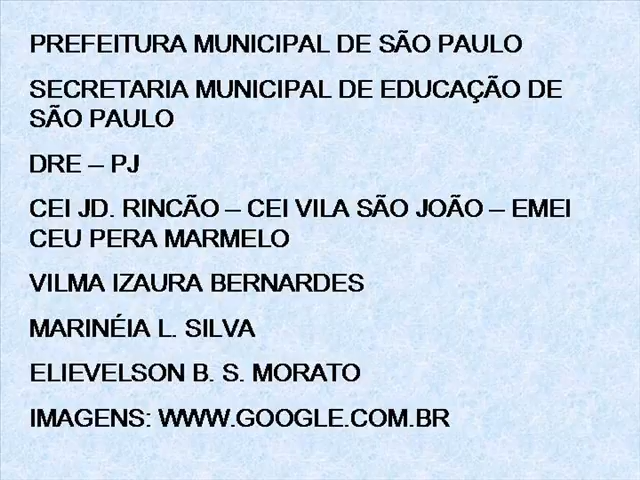 PREFEITURA MUNICIPAL DE SÃO PAULO
SECRETARIA MUNICIPAL DE EDUCAÇÃO DE
SÃO PAULO
DRE – PJ
CEI JD. RINCÃO – CEI VILA SÃO JOÃO – EMEI
CEU PERA MARMELO
VILMA IZAURA BERNARDES
MARINÉIA L. SILVA
ELIEVELSON B. S. MORATO
IMAGENS: WWW.GOOGLE.COM.BR